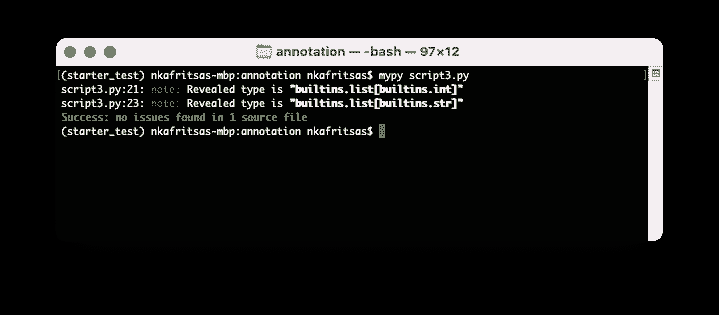 annotation — -bash — 97×12
(starter_test) nkafritsas-mbp:annotation nkafritsas$ mypy script3.py
script3.py:21: note: Revealed type is "builtins.list[builtins.int]"
script3.py:23: note: Revealed type is "builtins.list[builtins.str]"
Success: no issues found in 1 source file
(starter_test) nkafritsas-mbp:annotation nkafritsas$